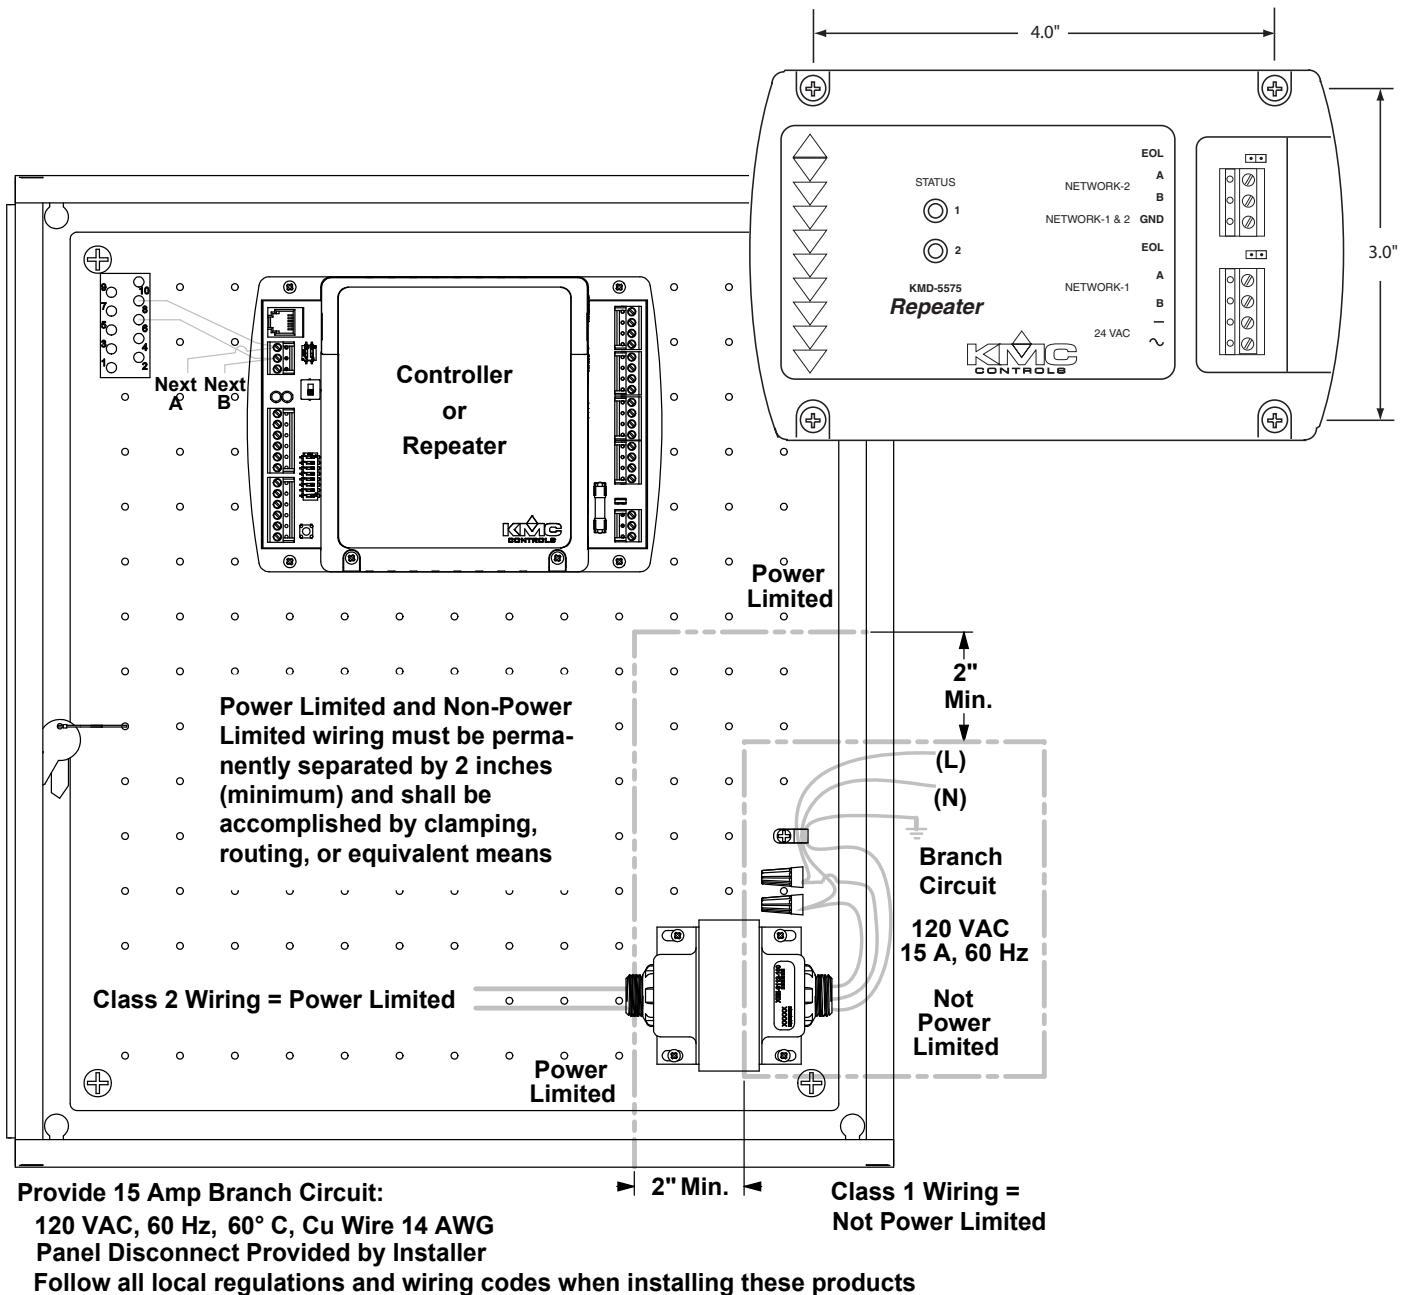 4.0"
3.0"
STATUS
1
2
KMD-5575
Repeater
EOL
A
NETWORK-2
B
NETWORK-1 & 2 GND
EOL
A
NETWORK-1
B
24 VAC
KMC
CONTROLS
9
10
7
8
5
6
3
4
1
2
Next Next
A B
Controller
or
Repeater
KMC
CONTROLS
Power
Limited
2"
Min.
Power Limited and Non-Power
Limited wiring must be perma-
nently separated by 2 inches
(minimum) and shall be
accomplished by clamping,
routing, or equivalent means
(L)
(N)
Branch
Circuit
120 VAC
15 A, 60 Hz
Not
Power
Limited
Class 2 Wiring = Power Limited
XXXXX
Power
Limited
2" Min.
Class 1 Wiring =
Not Power Limited
Provide 15 Amp Branch Circuit:
120 VAC, 60 Hz, 60° C, Cu Wire 14 AWG
Panel Disconnect Provided by Installer
Follow all local regulations and wiring codes when installing these products